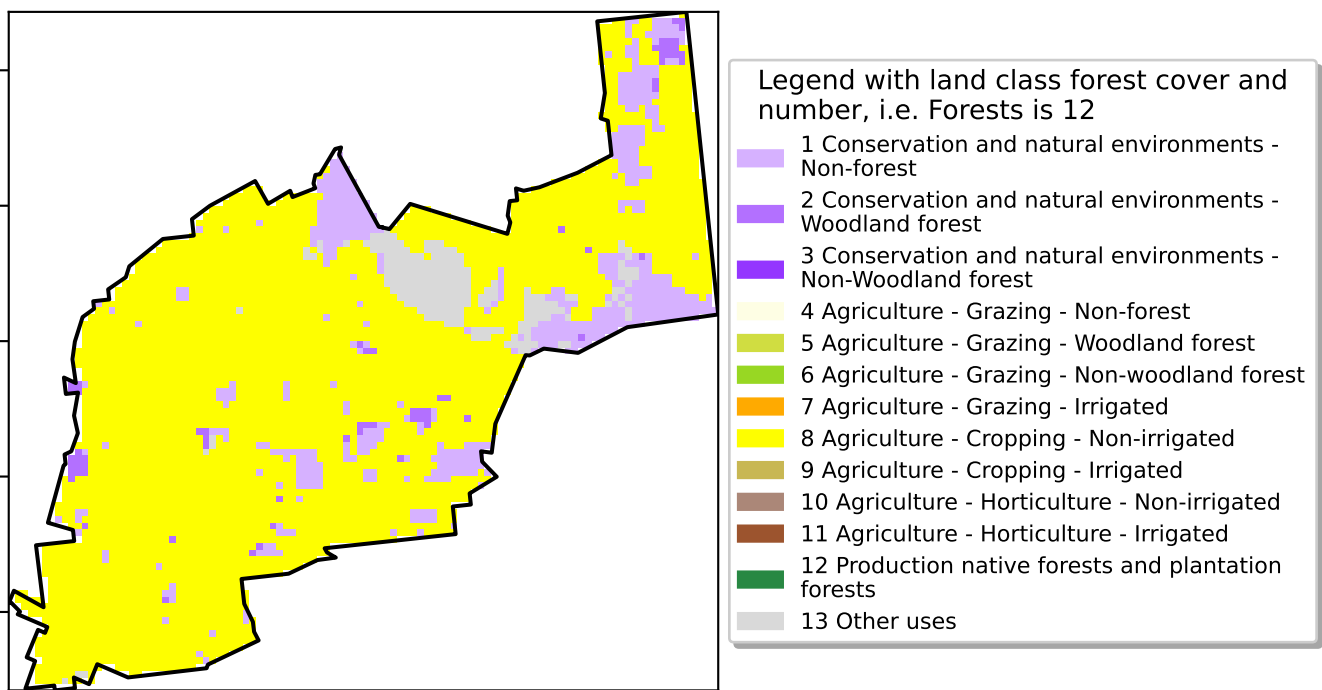 Legend with land class forest cover and
number, i.e. Forests is 12
1 Conservation and natural environments -
Non-forest
2 Conservation and natural environments -
Woodland forest
3 Conservation and natural environments -
Non-Woodland forest
4 Agriculture - Grazing - Non-forest
5 Agriculture - Grazing - Woodland forest
6 Agriculture - Grazing - Non-woodland forest
7 Agriculture - Grazing - Irrigated
8 Agriculture - Cropping - Non-irrigated
9 Agriculture - Cropping - Irrigated
10 Agriculture - Horticulture - Non-irrigated
11 Agriculture - Horticulture - Irrigated
12 Production native forests and plantation
forests
13 Other uses